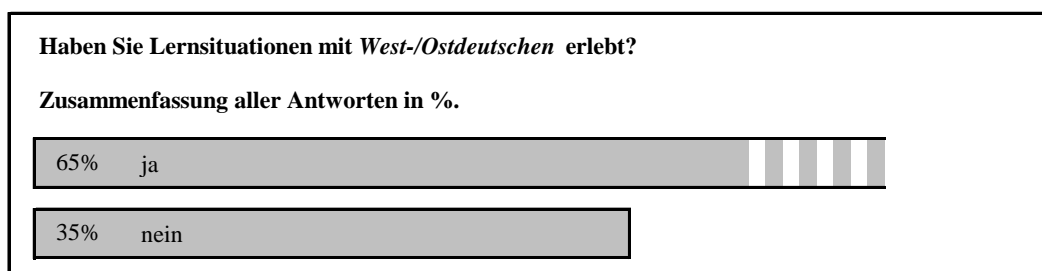 Haben Sie Lernsituationen mit West-/Ostdeutschen erlebt?
Zusammenfassung aller Antworten in %.
65% ja
35% nein